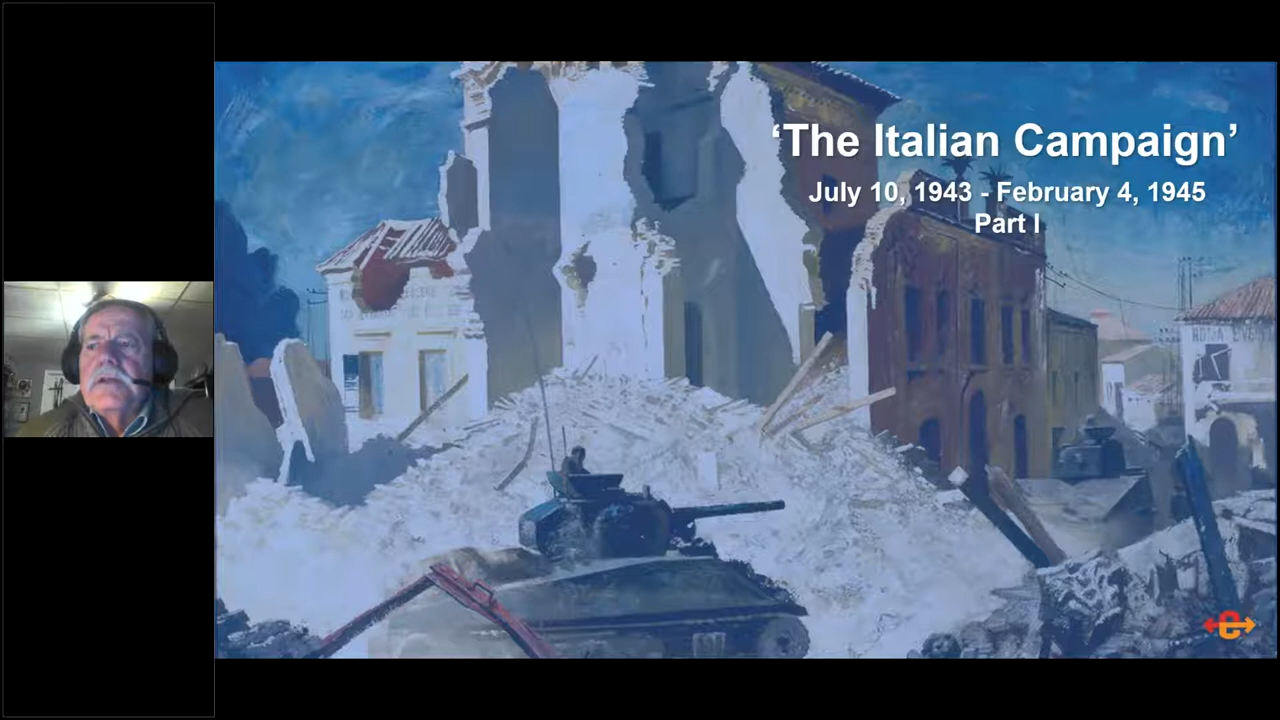 ‘The Italian Campaign’
July 10, 1943 - February 4, 1945
Part I